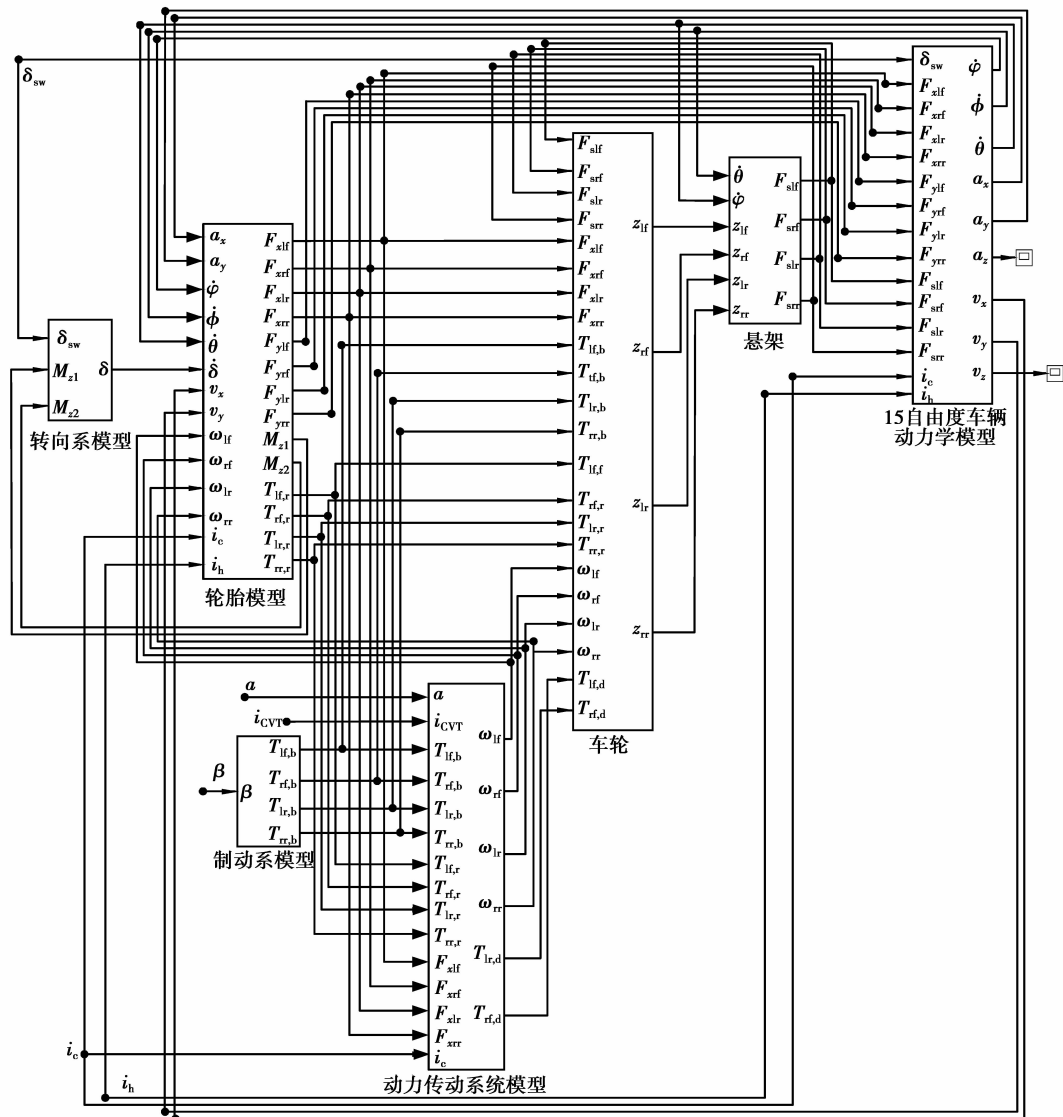 δsw
δsw
Mz1
Mz2
δ
转向系模型
ax
ay
φ̇
ϕ̇
θ̇
δ̇
vx
vy
ωlf
ωrf
ωlr
ωrr
ic
ih
Fxlf
Fxrf
Fxlr
Fxrr
Fylf
Fyrf
Fylr
Fyrr
Mz1
Mz2
Tlf,r
Trf,r
Tlr,r
Trr,r
轮胎模型
β
β
Tlf,b
Trf,b
Tlr,b
Trr,b
制动系模型
a
iCVT
a
iCVT
Tlf,b
Trf,b
Tlr,b
Trr,b
Tlf,r
Trf,r
Tlr,r
Trr,r
Fxlf
Fxrf
Fxlr
Fxrr
ic
ωlf
ωrf
ωlr
ωrr
Tlr,d
Trf,d
动力传动系统模型
ic
ih
Fslf
Fsrf
Fslr
Fsrr
Fxlf
Fxrf
Fxlr
Fxrr
Tlf,b
Ttf,b
Tlr,b
Trr,b
Tlf,f
Trf,r
Tlr,r
Trr,r
ωlf
ωrf
ωlr
ωrr
Tlf,d
Trf,d
zlf
zrf
zlr
zrr
车轮
θ̇
φ̇
zlf
zrf
zlr
zrr
Fslf
Fsrf
Fslr
Fsrr
悬架
δsw
Fxlf
Fxrf
Fxlr
Fxrr
Fylf
Fyrf
Fylr
Fyrr
Fslf
Fsrf
Fslr
Fsrr
ic
ih
φ̇
ϕ̇
θ̇
ax
ay
az
vx
vy
vz
15自由度车辆
动力学模型